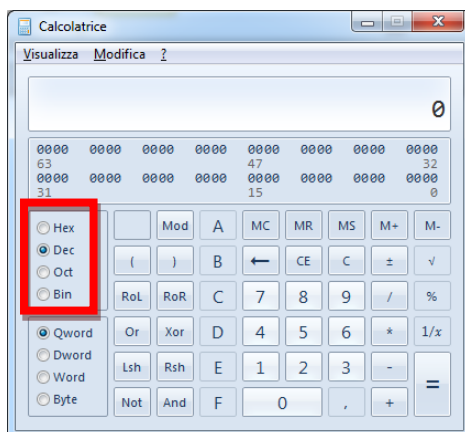 Calcolatrice
Visualizza Modifica ?
0
0000 0000 0000 0000 0000 0000 0000 0000
63 47 32
0000 0000 0000 0000 0000 0000 0000 0000
31 15 0
Hex Mod A MC MR MS M+ M-
Dec
Oct ( ) B ← CE C ± √
Bin RoL RoR C 7 8 9 / %
Qword Or Xor D 4 5 6 * 1/x
Dword
Word Lsh Rsh E 1 2 3 - =
Byte Not And F 0 , +